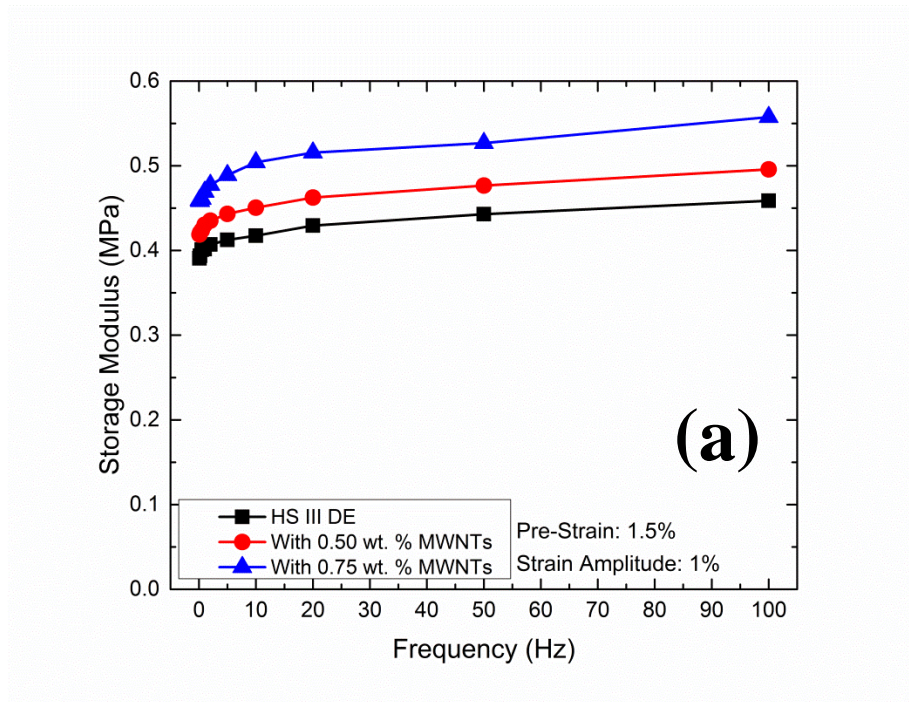 0.6
0.5
0.4
0.3
0.2
0.1
0.0
Storage Modulus (MPa)
(a)
HS III DE
With 0.50 wt. % MWNTs
With 0.75 wt. % MWNTs
Pre-Strain: 1.5%
Strain Amplitude: 1%
0 10 20 30 40 50 60 70 80 90 100
Frequency (Hz)